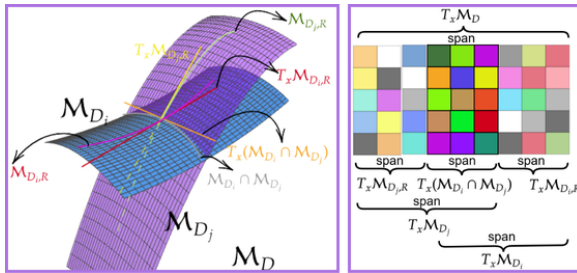 M_{D_j,R}
T_xM_{D_j,R}
T_xM_{D_i,R}
M_{D_i}
T_x(M_{D_i} ∩ M_{D_j})
M_{D_i,R}
M_{D_i} ∩ M_{D_j}
M_{D_j}
M_D
T_xM_D
span
span
span
span
T_xM_{D_j,R}
T_x(M_{D_i} ∩ M_{D_j})
T_xM_{D_i,R}
span
T_xM_{D_j}
span
T_xM_{D_i}